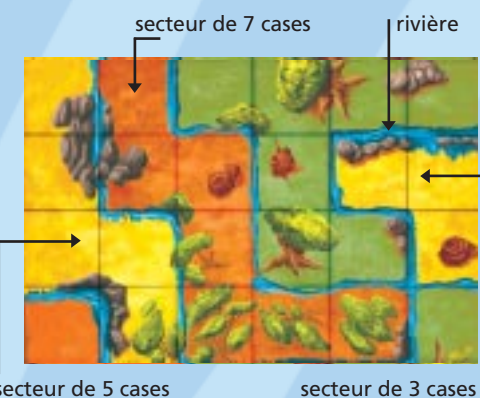 secteur de 7 cases
rivière
secteur de 5 cases
secteur de 3 cases